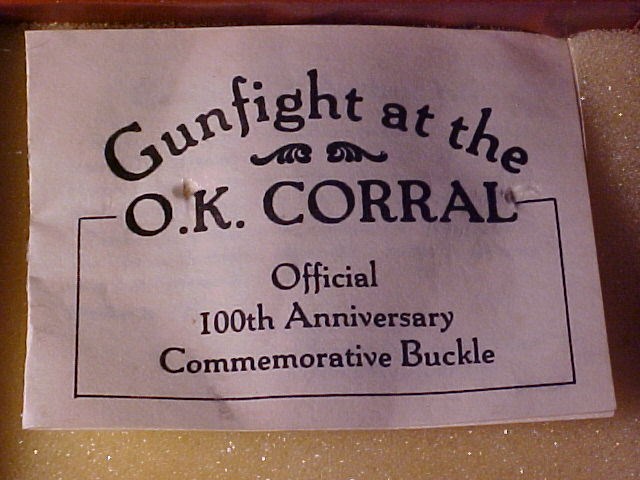 Gunfight at the
O.K. CORRAL
Official
100th Anniversary
Commemorative Buckle